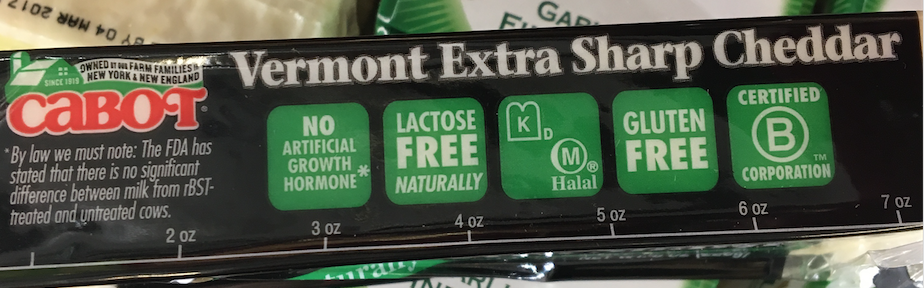 BY 04 MAR 2017
GARL
OWNED BY OUR FARM FAMILIES IN
NEW YORK & NEW ENGLAND
SINCE 1919
CABOT®
Vermont Extra Sharp Cheddar
*By law we must note: The FDA has
stated that there is no significant
difference between milk from rBST-
treated and untreated cows.
NO
ARTIFICIAL
GROWTH
HORMONE*
LACTOSE
FREE
NATURALLY
K D
M®
Halal
GLUTEN
FREE
CERTIFIED
B
TM
CORPORATION
2 oz
3 oz
4 oz
5 oz
6 oz
7 oz